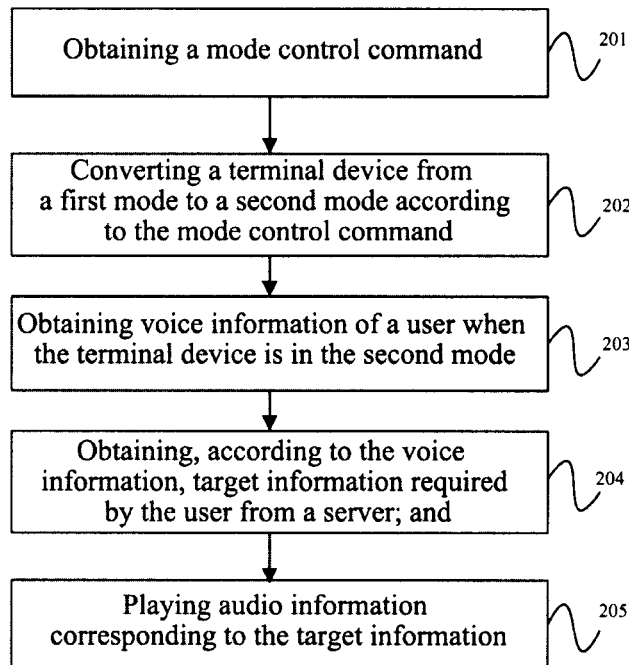 Obtaining a mode control command
201
Converting a terminal device from
a first mode to a second mode according
to the mode control command
202
Obtaining voice information of a user when
the terminal device is in the second mode
203
Obtaining, according to the voice
information, target information required
by the user from a server; and
204
Playing audio information
corresponding to the target information
205